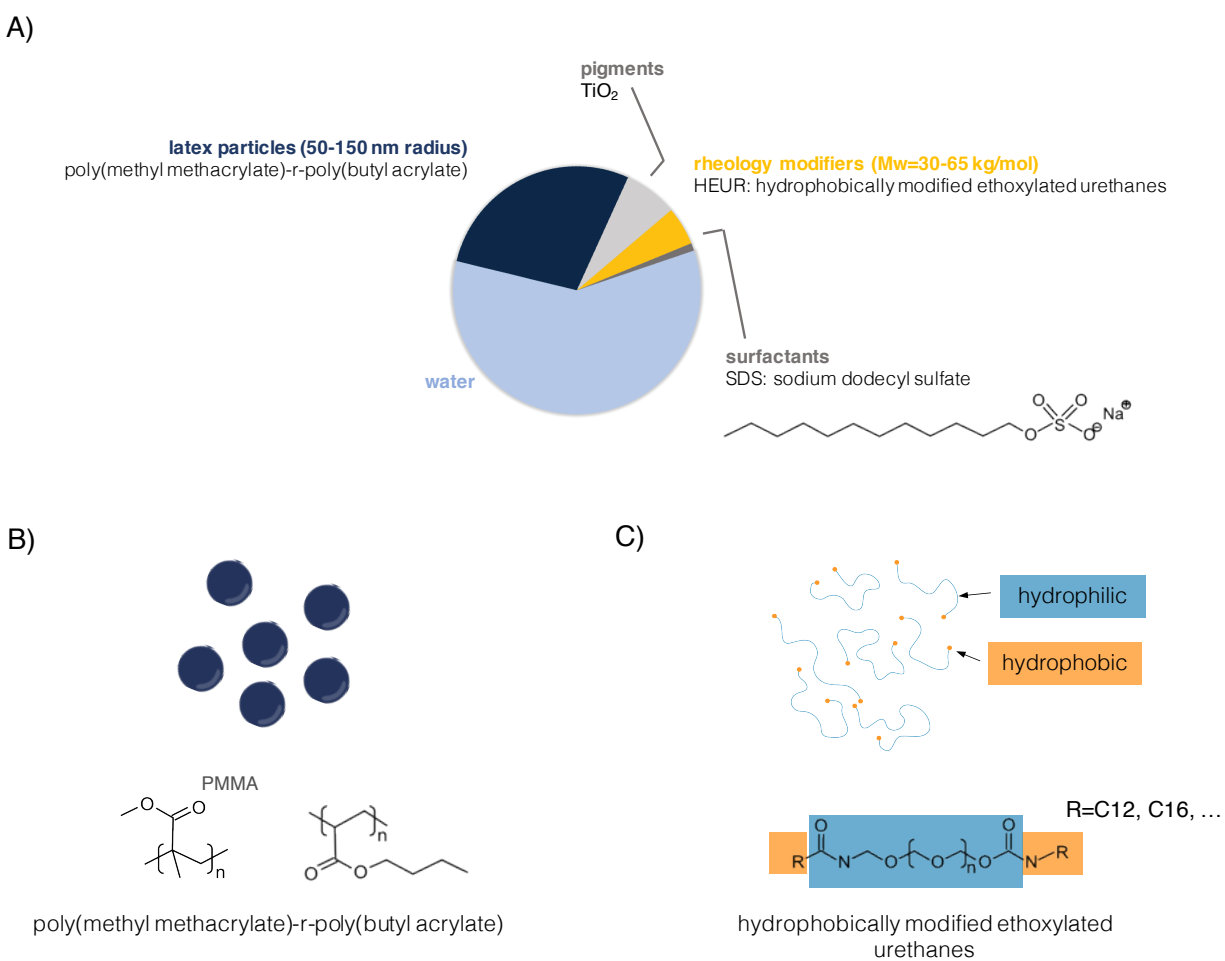 A)
pigments
TiO₂
latex particles (50-150 nm radius)
poly(methyl methacrylate)-r-poly(butyl acrylate)
rheology modifiers (Mw=30-65 kg/mol)
HEUR: hydrophobically modified ethoxylated urethanes
surfactants
SDS: sodium dodecyl sulfate
water
O O
S
O O⊖ Na⊕
B)
C)
hydrophilic
hydrophobic
PMMA
O
O
n
n
O
O
poly(methyl methacrylate)-r-poly(butyl acrylate)
R=C12, C16, …
O O
R N O O n O N R
hydrophobically modified ethoxylated
urethanes